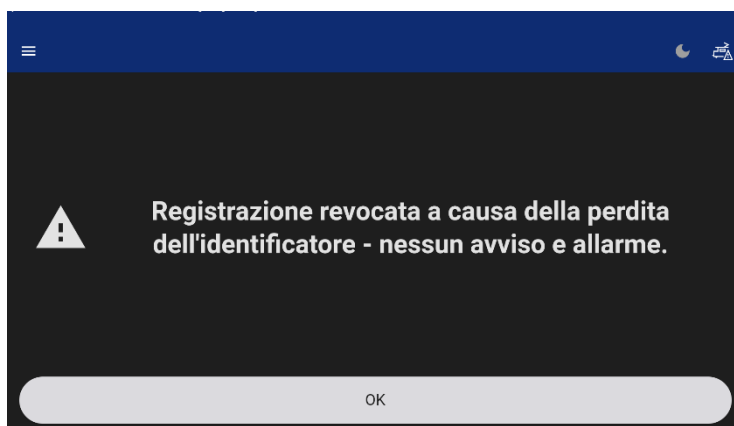 Registrazione revocata a causa della perdita
dell'identificatore - nessun avviso e allarme.
OK